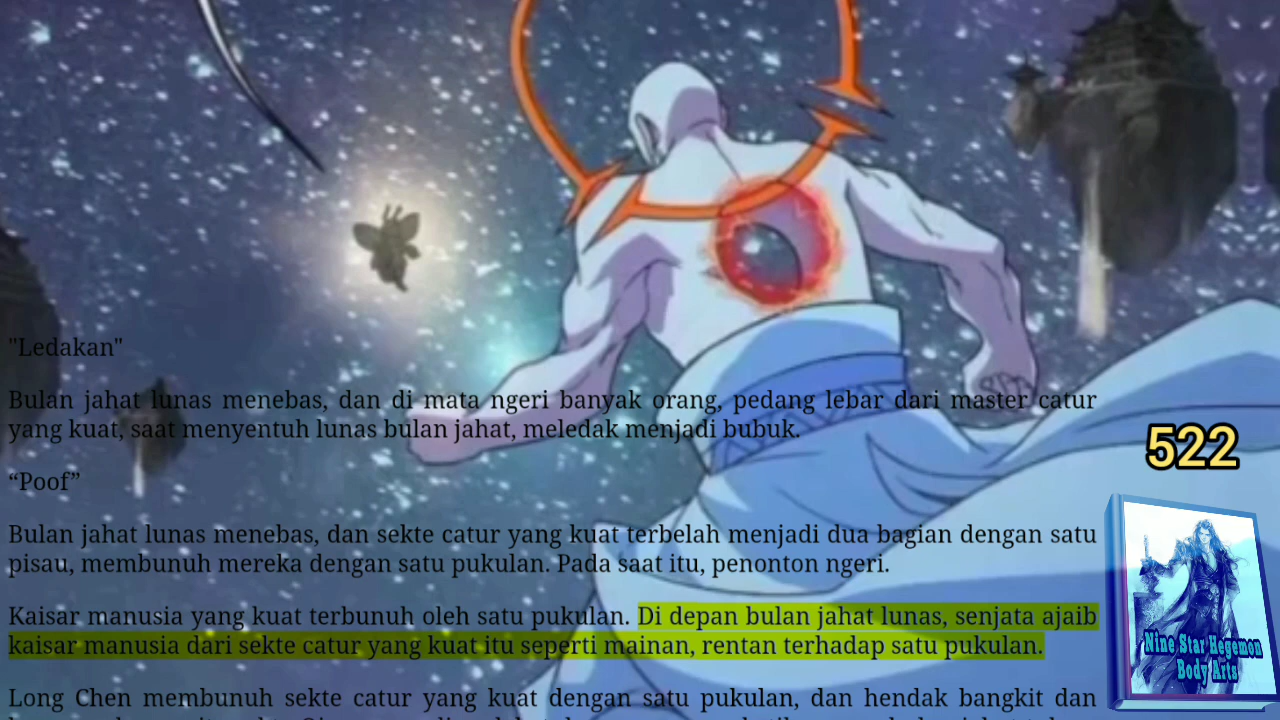 "Ledakan"
Bulan jahat lunas menebas, dan di mata ngeri banyak orang, pedang lebar dari master catur
yang kuat, saat menyentuh lunas bulan jahat, meledak menjadi bubuk.
“Poof”
Bulan jahat lunas menebas, dan sekte catur yang kuat terbelah menjadi dua bagian dengan satu
pisau, membunuh mereka dengan satu pukulan. Pada saat itu, penonton ngeri.
Kaisar manusia yang kuat terbunuh oleh satu pukulan. Di depan bulan jahat lunas, senjata ajaib
kaisar manusia dari sekte catur yang kuat itu seperti mainan, rentan terhadap satu pukulan.
Long Chen membunuh sekte catur yang kuat dengan satu pukulan, dan hendak bangkit dan
522
Nine Star Hegemon
Body Arts